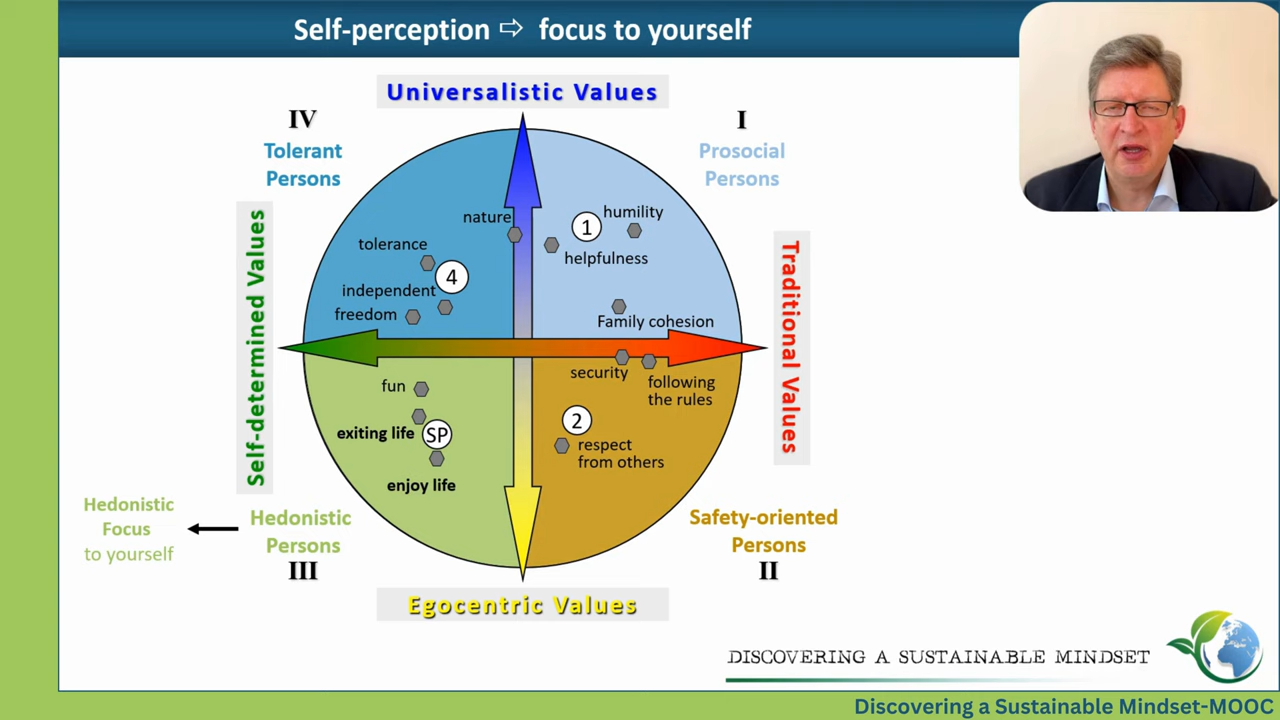 Self-perception ⇨ focus to yourself
Universalistic Values
IV
Tolerant
Persons
I
Prosocial
Persons
Self-determined Values
Traditional Values
nature
1
humility
helpfulness
tolerance
4
independent
freedom
Family cohesion
security
following
the rules
fun
exiting life
SP
enjoy life
2
respect
from others
Hedonistic
Focus
to yourself
Hedonistic
Persons
III
Safety-oriented
Persons
II
Egocentric Values
DISCOVERING A SUSTAINABLE MINDSET
Discovering a Sustainable Mindset-MOOC